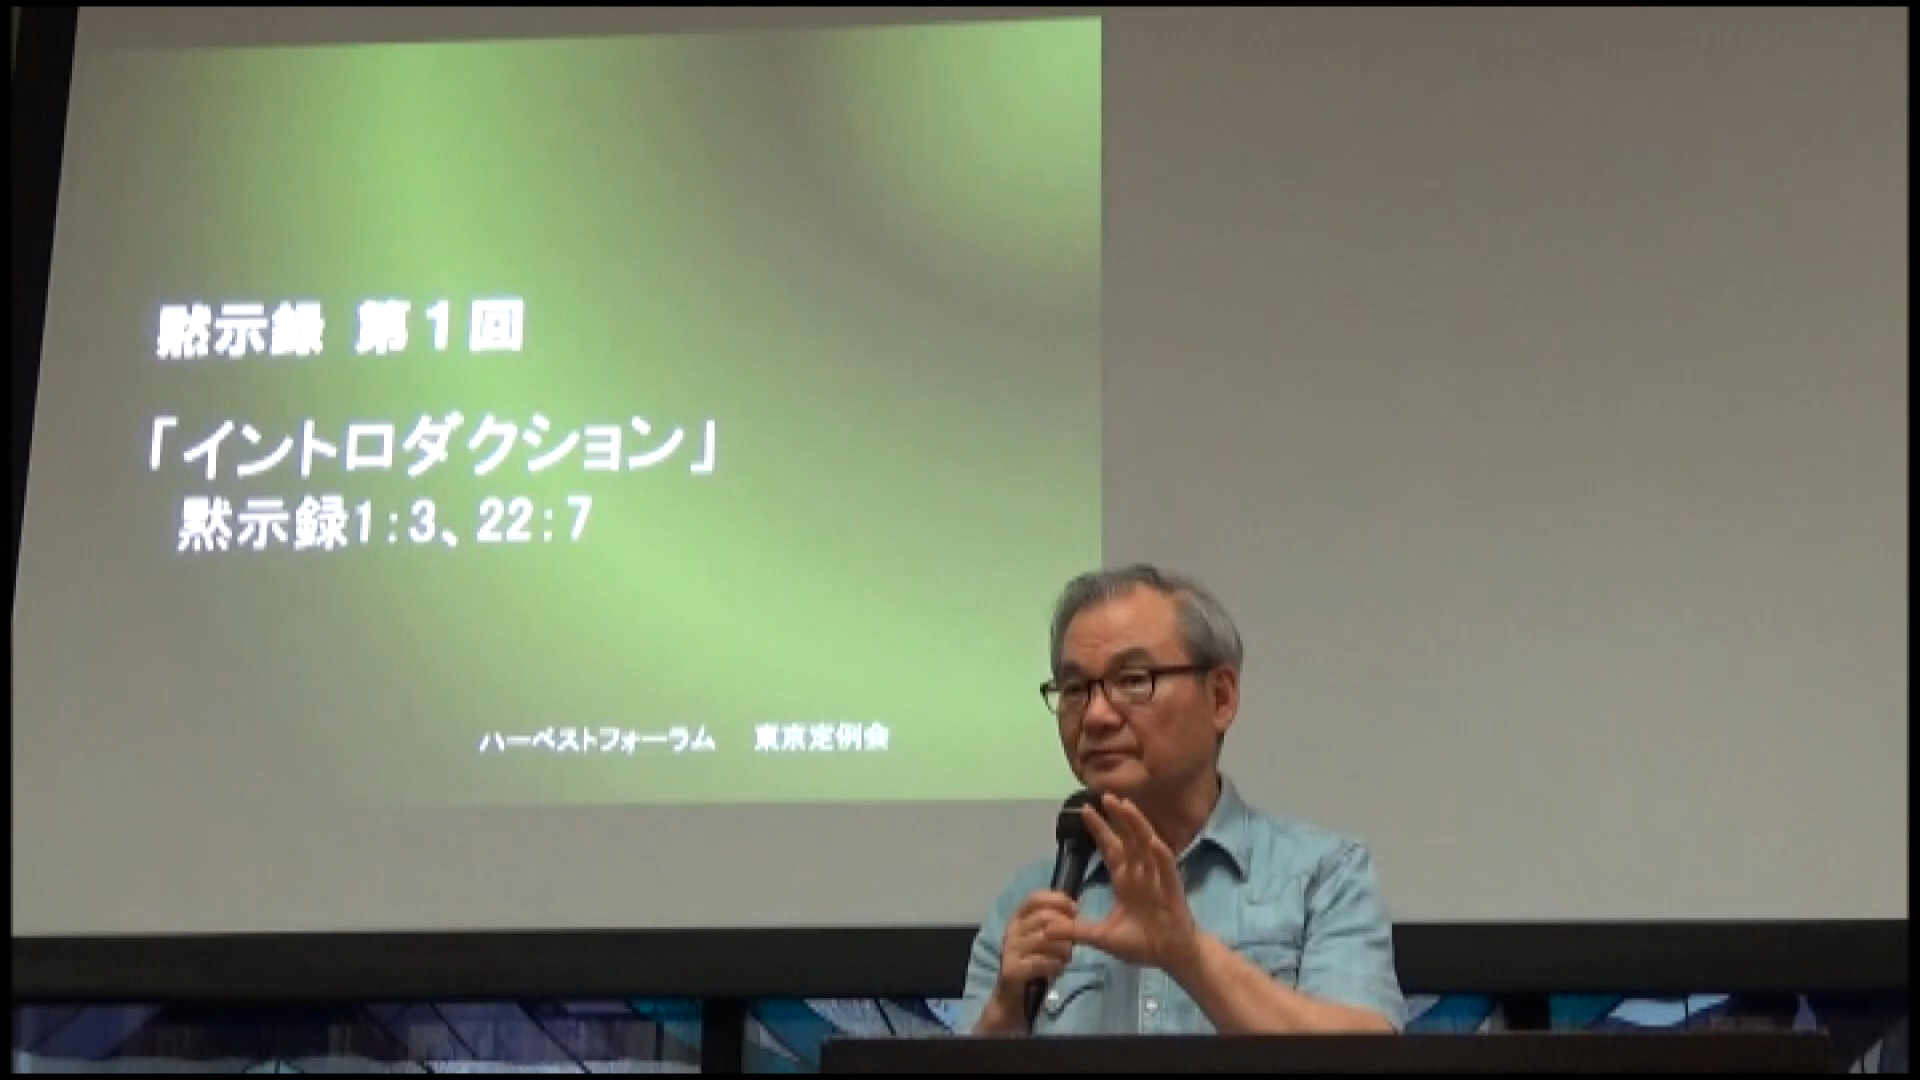 黙示録 第１回
「イントロダクション」
黙示録1：3、22：7
ハーベストフォーラム 東京定例会